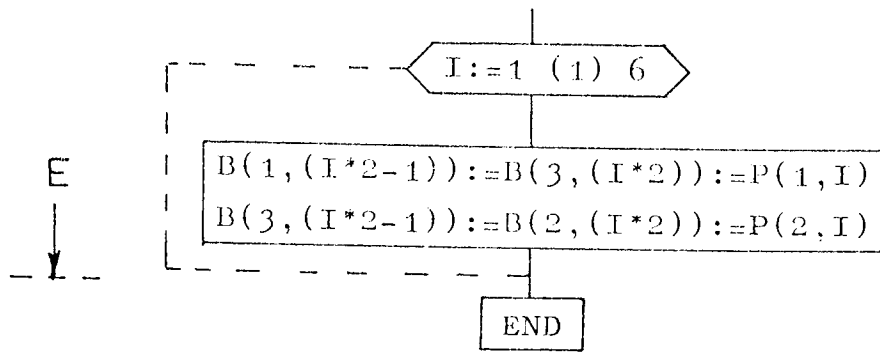 I:=1 (1) 6
E
B(1,(I*2-1)):=B(3,(I*2)):=P(1,I)
B(3,(I*2-1)):=B(2,(I*2)):=P(2,I)
END